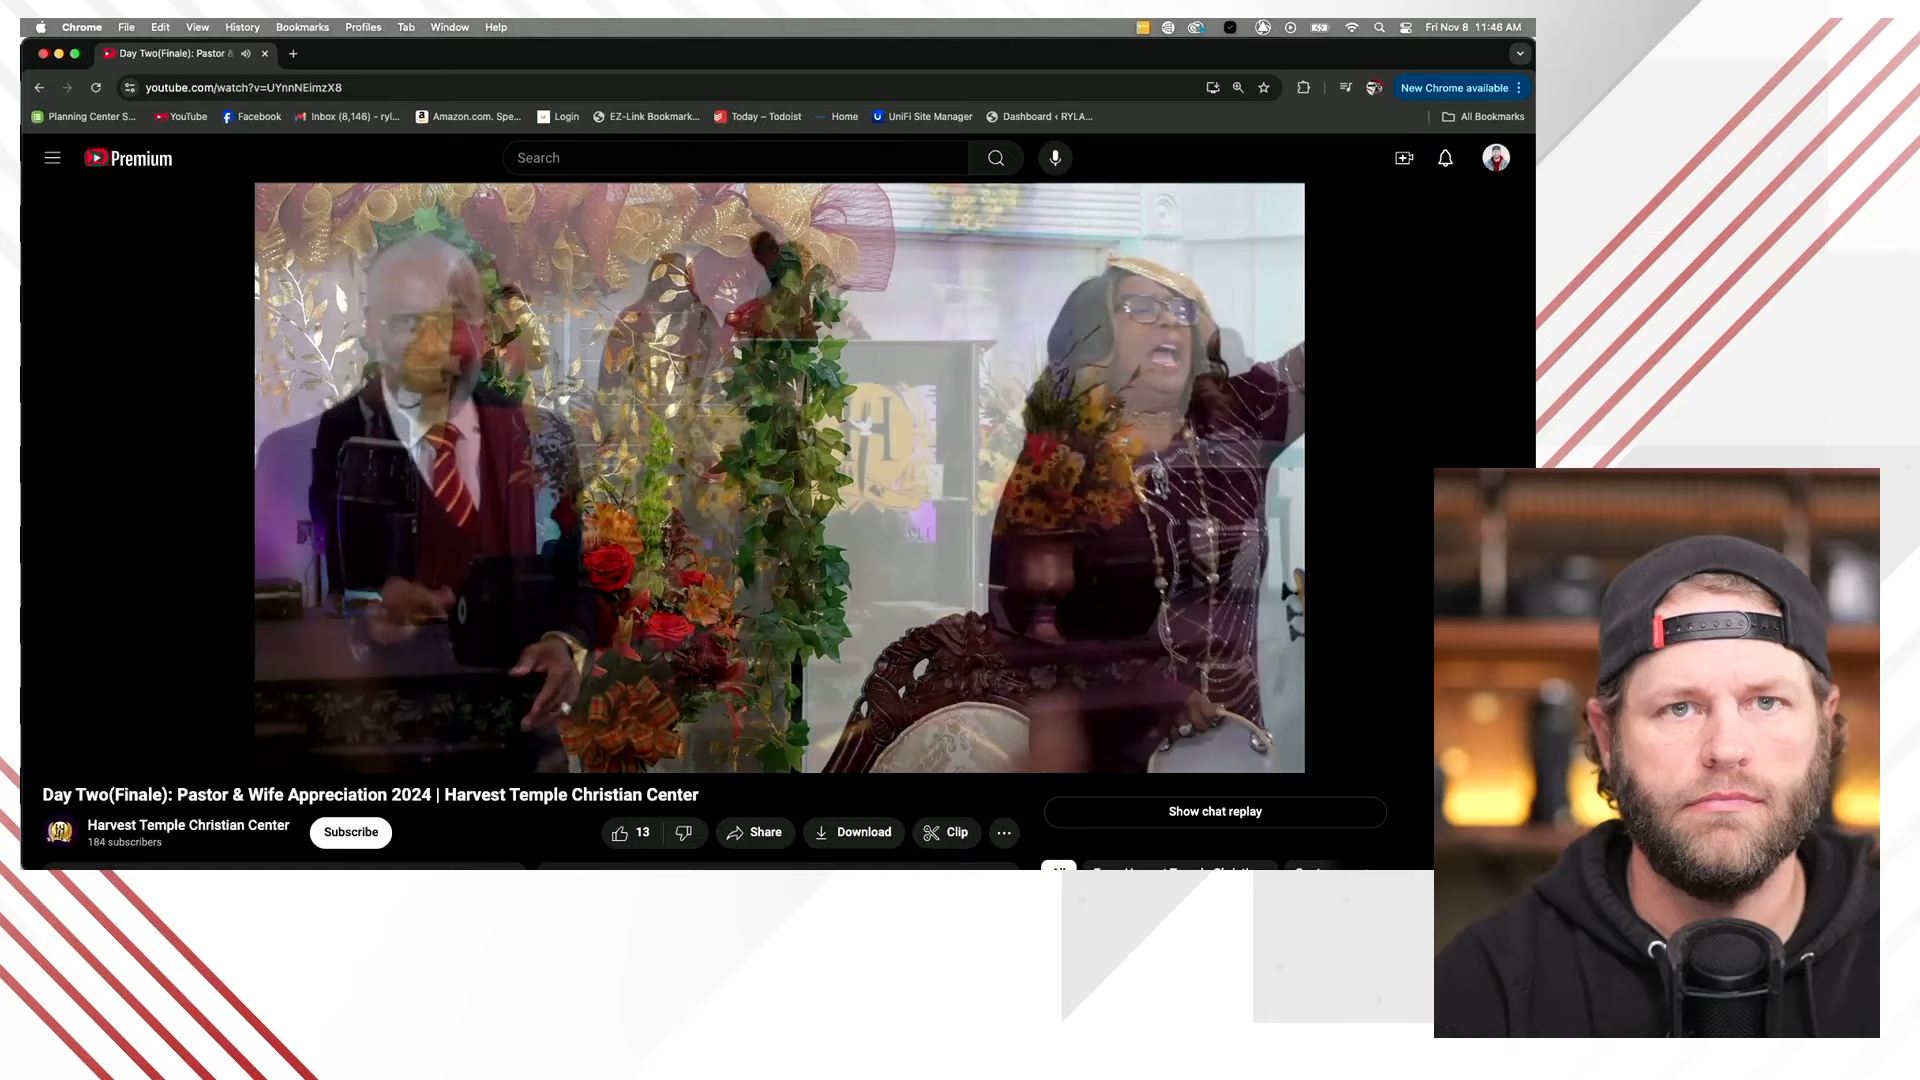 Chrome File Edit View History Bookmarks Profiles Tab Window Help Fri Nov 8 11:46 AM
Day Two(Finale): Pastor &
youtube.com/watch?v=UYnnNEimzX8 New Chrome available
Planning Center S... YouTube Facebook Inbox (8,146) - ryl... Amazon.com. Spe... Login EZ-Link Bookmark... Today – Todoist Home UniFi Site Manager Dashboard ‹ RYLA... All Bookmarks
Premium Search
H
Day Two(Finale): Pastor & Wife Appreciation 2024 | Harvest Temple Christian Center
Show chat replay
Harvest Temple Christian Center
184 subscribers
Subscribe 13 Share Download Clip